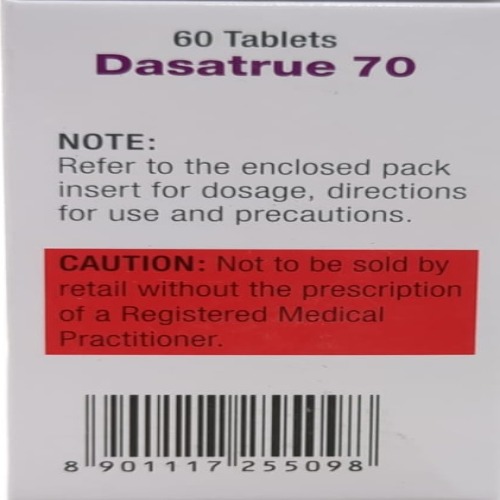 60 Tablets
Dasatrue 70
NOTE:
Refer to the enclosed pack
insert for dosage, directions
for use and precautions.
CAUTION: Not to be sold by
retail without the prescription
of a Registered Medical
Practitioner.
8 901117 255098